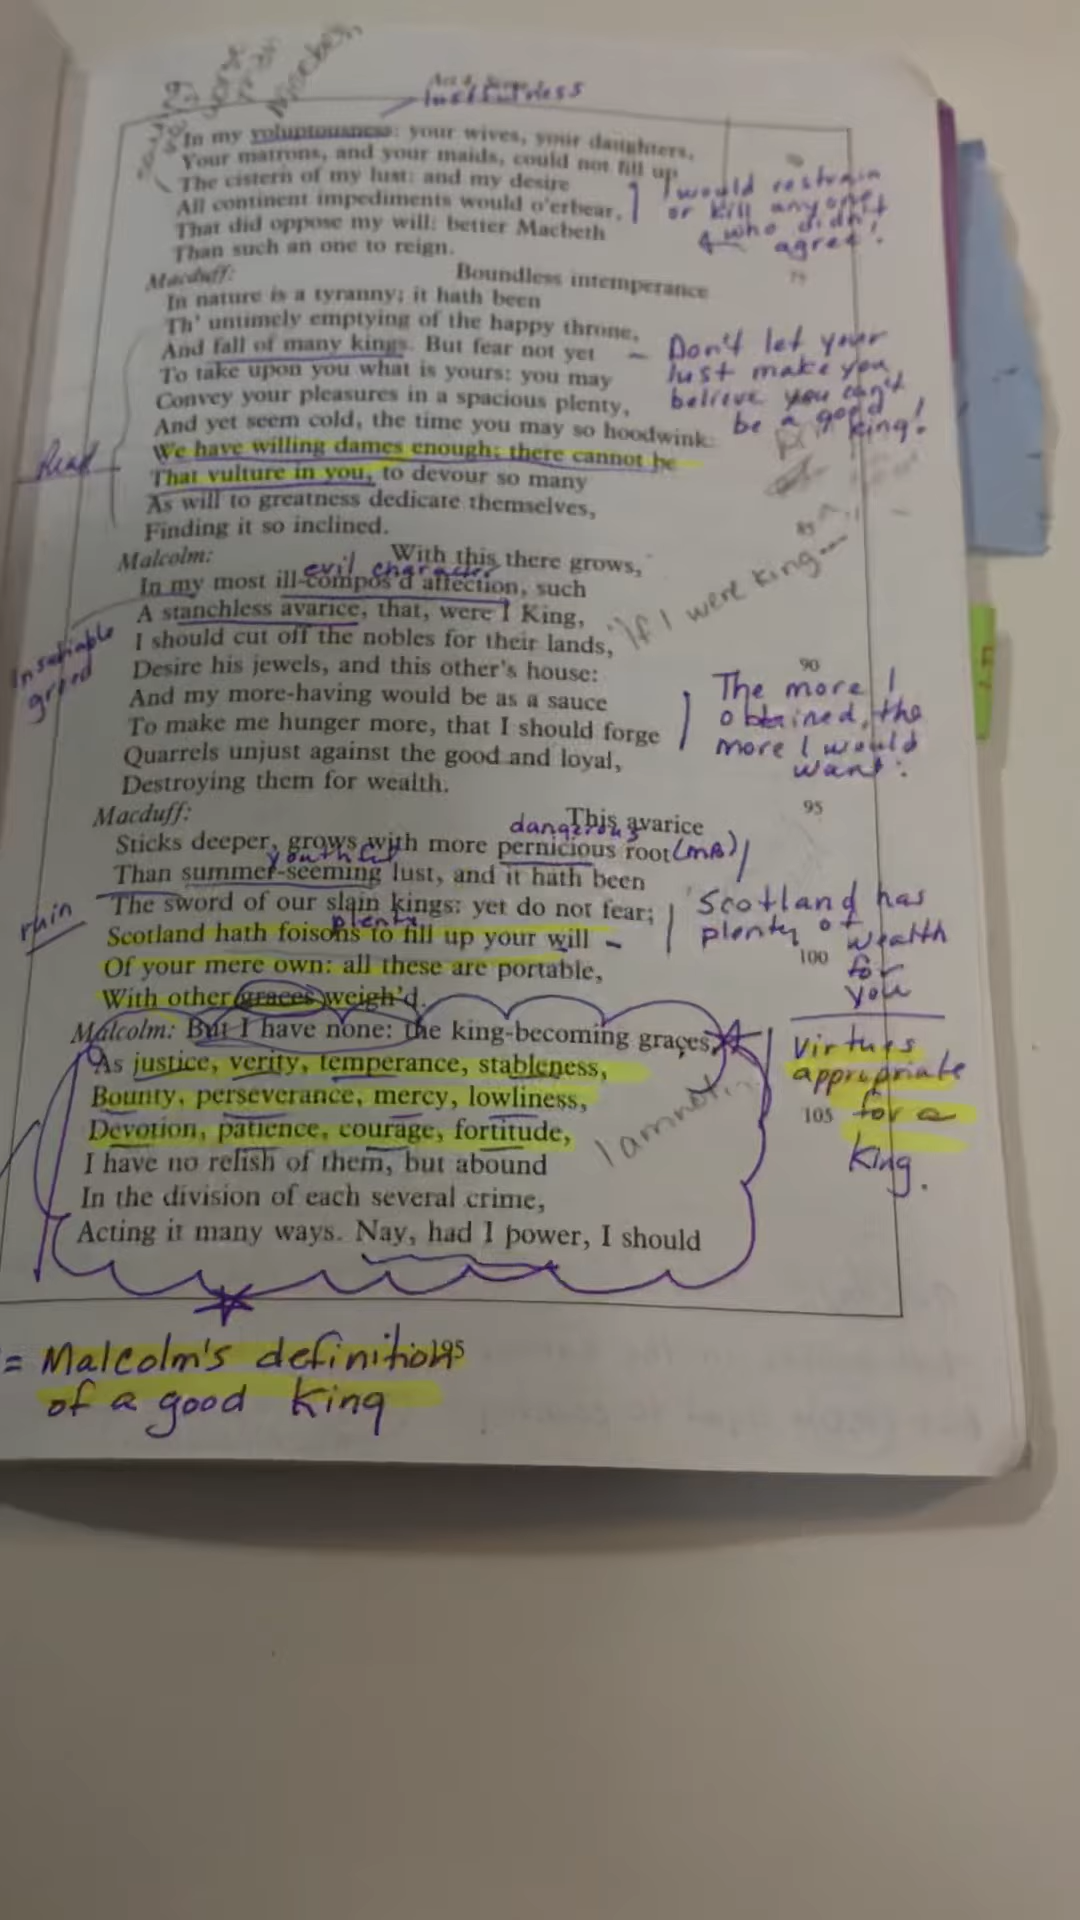 worse
than
Macbeth
Act 4, Scene
lustfulness
In my voluptousness: your wives, your daughters,
Your matrons, and your maids, could not fill up
The cistern of my lust: and my desire
All continent impediments would o'erbear,
That did oppose my will: better Macbeth
Than such an one to reign.
I would restrain
or kill anyone
who didn't
agree!
75
Macduff: Boundless intemperance
In nature is a tyranny; it hath been
Th' untimely emptying of the happy throne,
And fall of many kings. But fear not yet
To take upon you what is yours: you may
Convey your pleasures in a spacious plenty,
And yet seem cold, the time you may so hoodwink:
We have willing dames enough; there cannot be
That vulture in you, to devour so many
As will to greatness dedicate themselves,
Finding it so inclined.
– Don't let your
lust make you
believe you can't
be a good
king!
Read
85
Malcolm: With this there grows,
evil character
In my most ill-compos'd affection, such
A stanchless avarice, that, were I King,
I should cut off the nobles for their lands,
Desire his jewels, and this other's house:
And my more-having would be as a sauce
To make me hunger more, that I should forge
Quarrels unjust against the good and loyal,
Destroying them for wealth.
"If I were king—
Insatiable
greed
90
The more I
obtained, the
more I would
want.
95
Macduff: This avarice
dangerous
Sticks deeper, grows with more pernicious root (MB)
youthful
Than summer-seeming lust, and it hath been
The sword of our slain kings: yet do not fear;
plenty
Scotland hath foisons to fill up your will –
Of your mere own: all these are portable,
With other graces weigh'd.
ruin
Scotland has
plenty of
wealth
100
for
you
Malcolm: But I have none: the king-becoming graces,
As justice, verity, temperance, stableness,
Bounty, perseverance, mercy, lowliness,
Devotion, patience, courage, fortitude,
I have no relish of them, but abound
In the division of each several crime,
Acting it many ways. Nay, had I power, I should
I am not...
Virtues
appropriate
105
for a
King.
= Malcolm's definition
195
of a good king